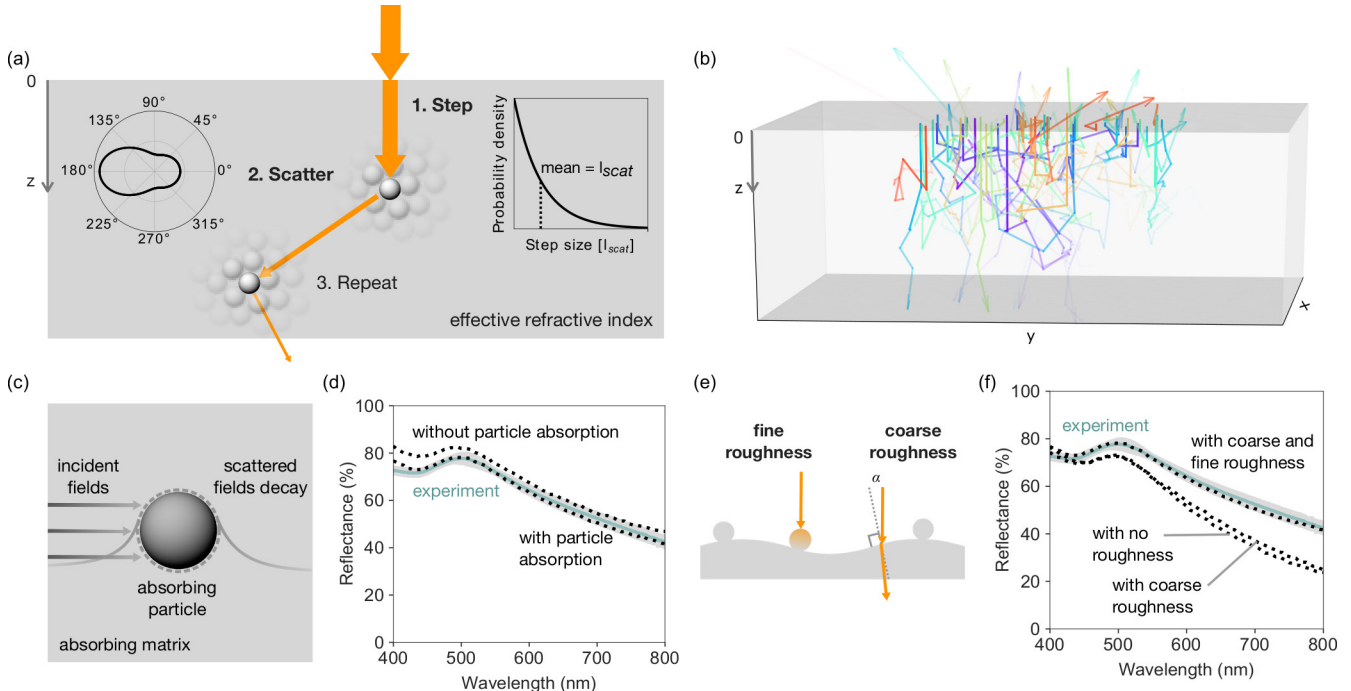 (a)
0
z
90°
135°
45°
180°
0°
225°
315°
270°
1. Step
2. Scatter
3. Repeat
Probability density
mean = l_scat
Step size [l_scat]
effective refractive index
(b)
0
z
y
x
(c)
incident
fields
scattered
fields decay
absorbing
particle
absorbing matrix
(d)
Reflectance (%)
100
80
60
40
20
0
without particle absorption
experiment
with particle
absorption
400
500
600
700
800
Wavelength (nm)
(e)
fine
roughness
coarse
roughness
α
(f)
Reflectance (%)
100
80
60
40
20
0
experiment
with coarse and
fine roughness
with no
roughness
with coarse
roughness
400
500
600
700
800
Wavelength (nm)